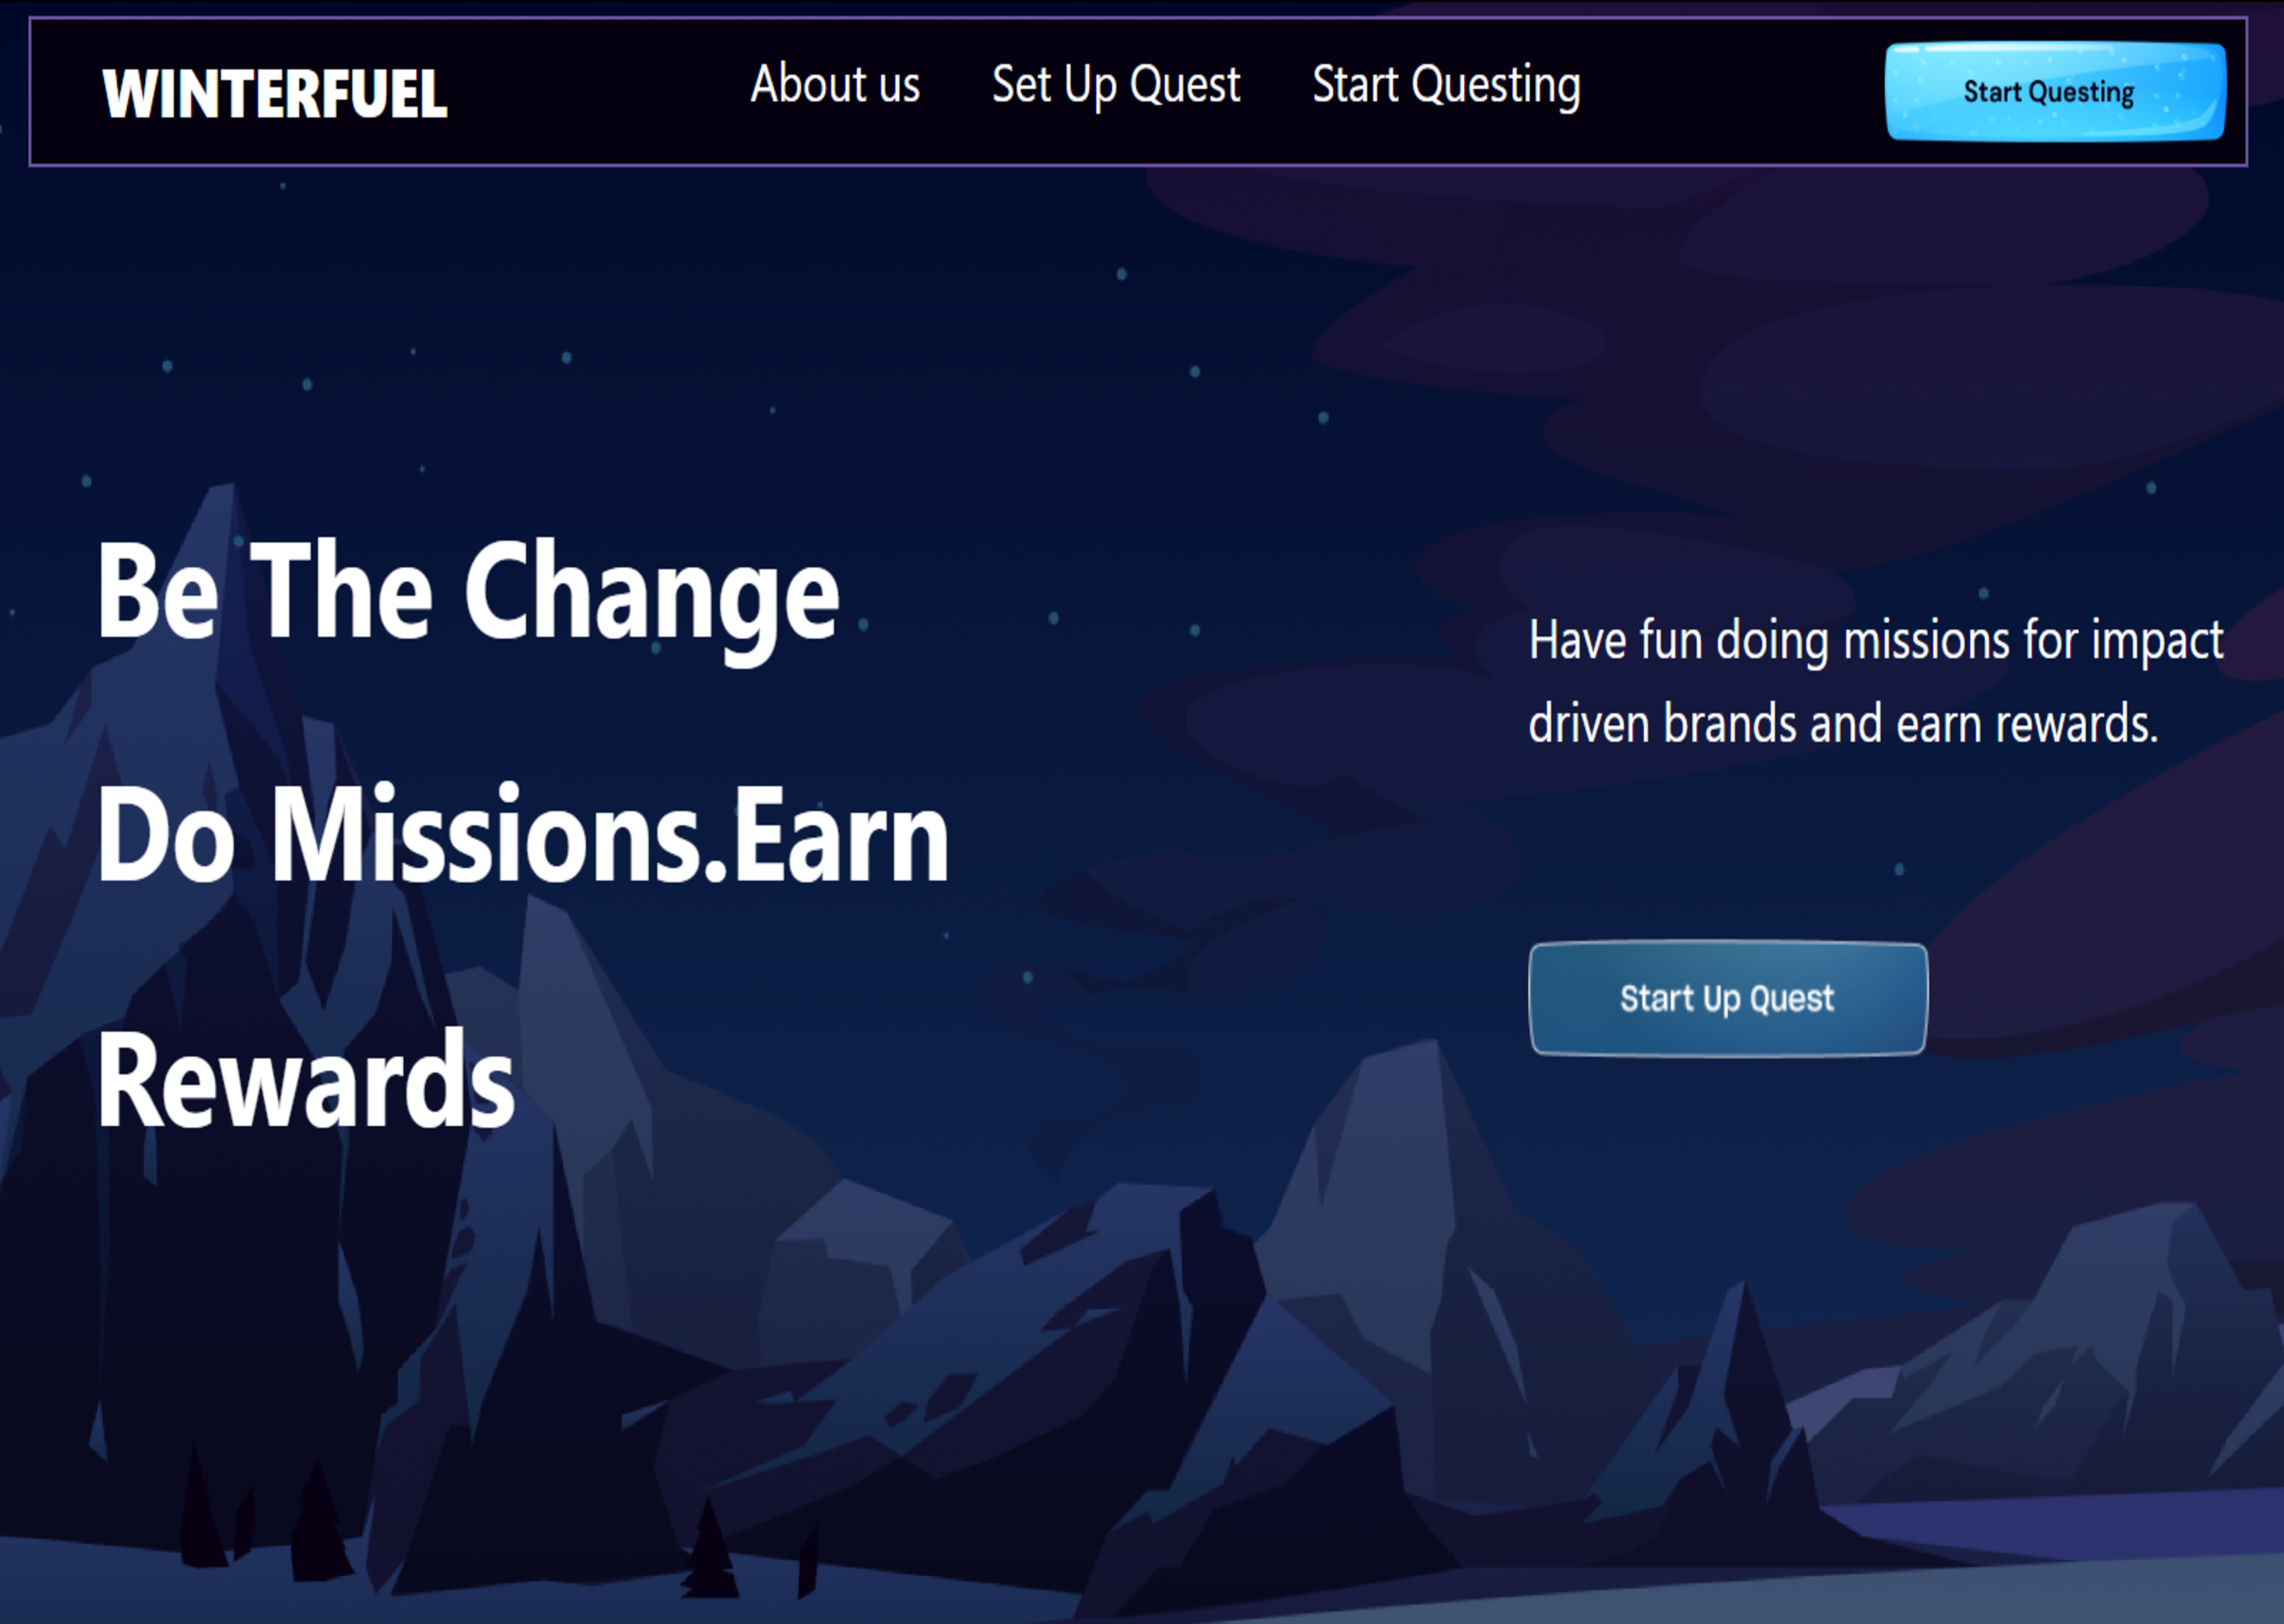 WINTERFUEL
About us
Set Up Quest
Start Questing
Start Questing
Be The Change
Do Missions.Earn
Rewards
Have fun doing missions for impact
driven brands and earn rewards.
Start Up Quest